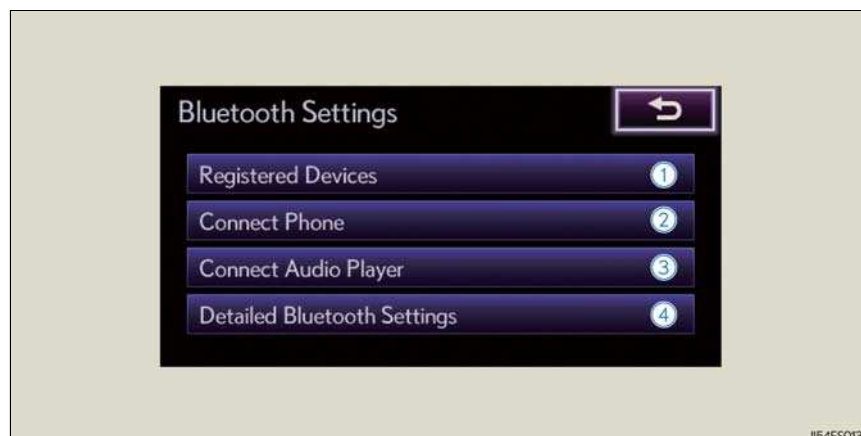 Bluetooth Settings
Registered Devices 1
Connect Phone 2
Connect Audio Player 3
Detailed Bluetooth Settings 4